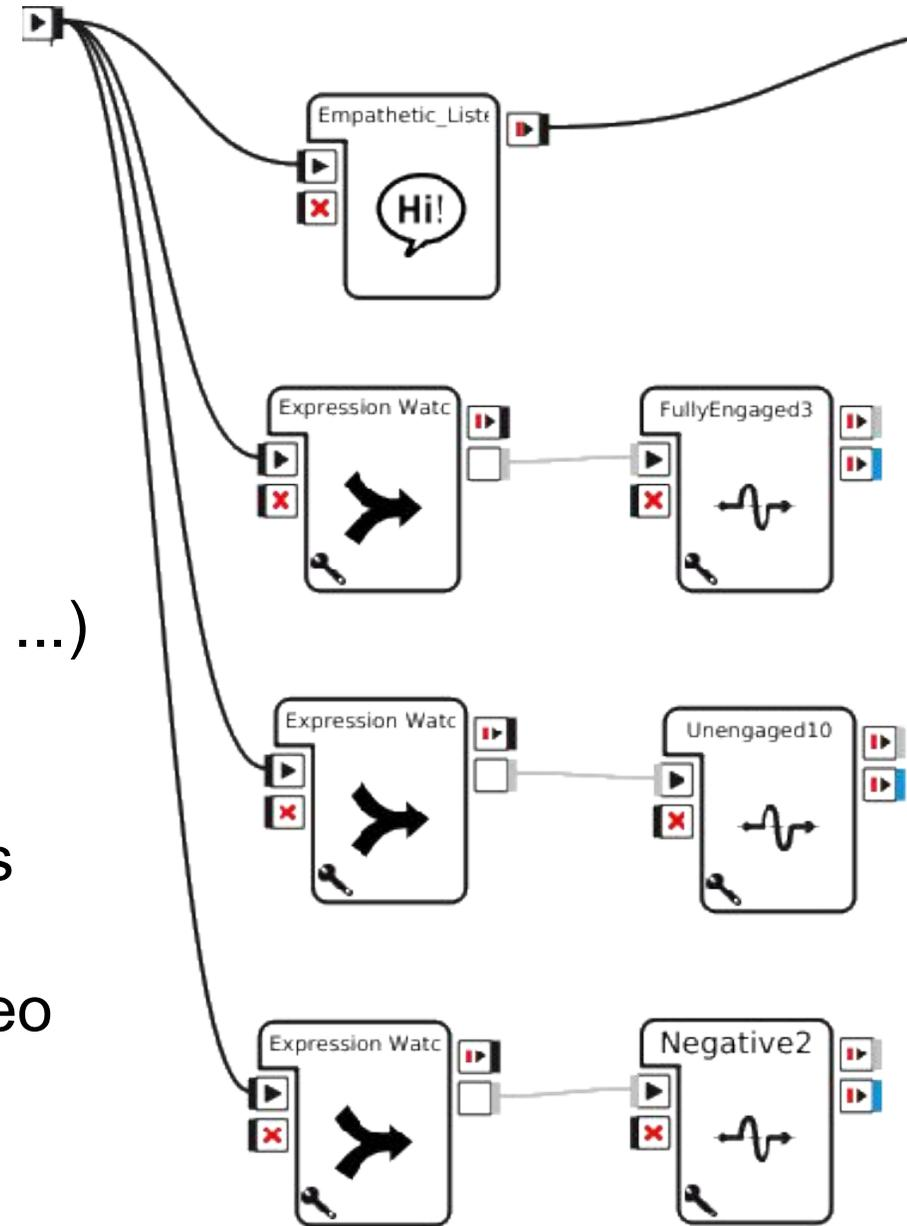 Empathetic_Liste
Hi!
Expression Watc
FullyEngaged3
...)
Expression Watc
Unengaged10
s
eo
Expression Watc
Negative2